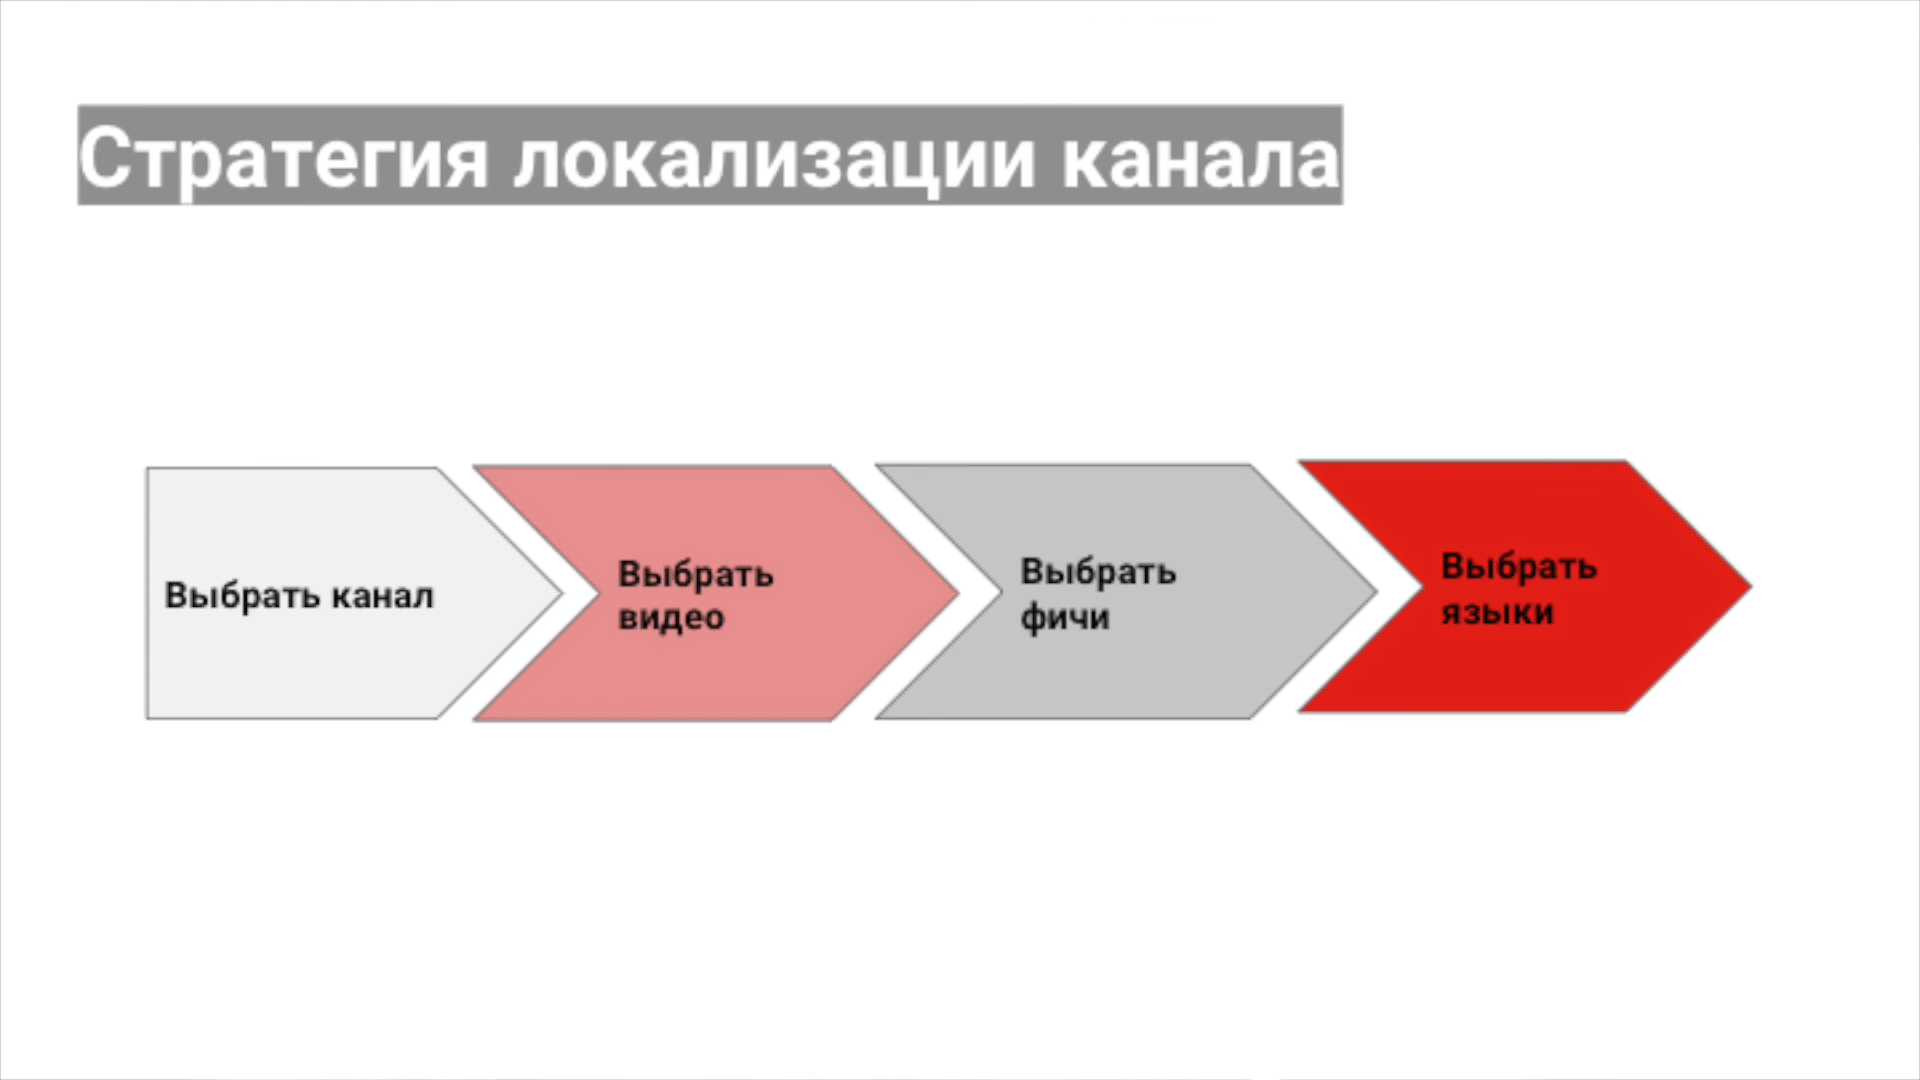 Стратегия локализации канала
Выбрать канал
Выбрать
видео
Выбрать
фичи
Выбрать
языки